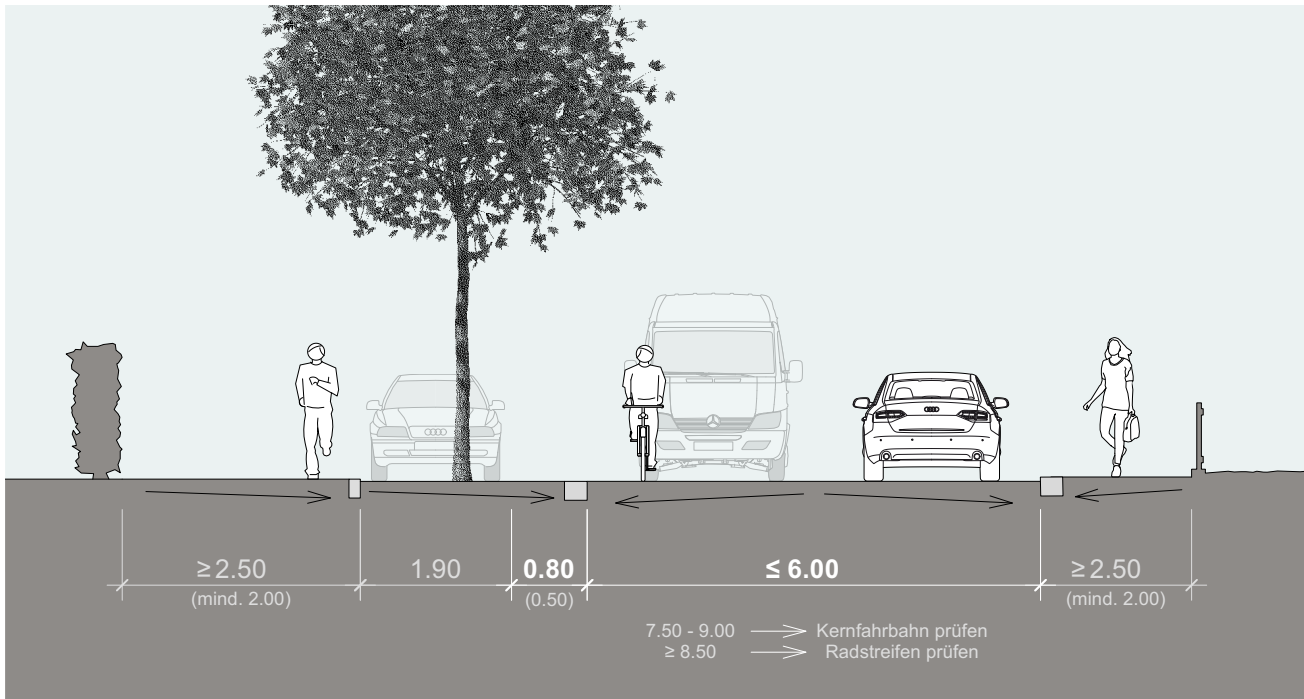 ≥ 2.50 1.90 0.80 ≤ 6.00 ≥ 2.50
(mind. 2.00) (0.50) (mind. 2.00)
7.50 - 9.00 → Kernfahrbahn prüfen
≥ 8.50 → Radstreifen prüfen